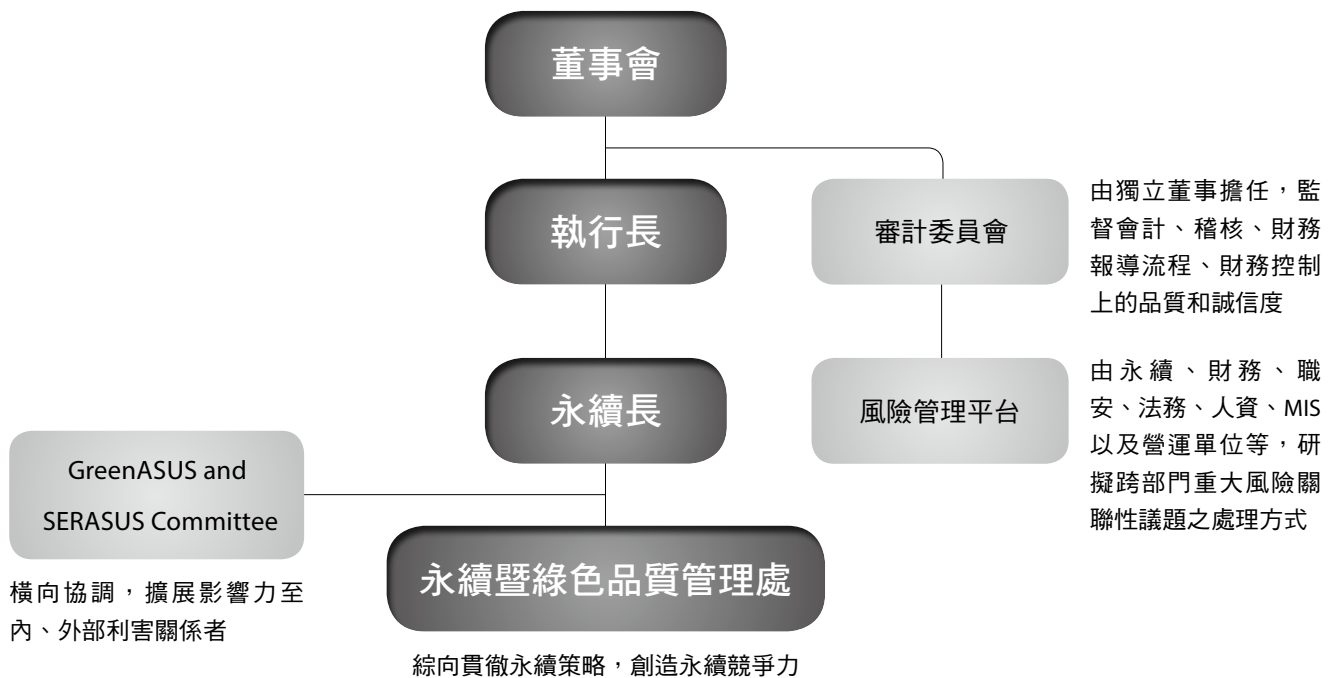 董事會
執行長
審計委員會
由獨立董事擔任，監
督會計、稽核、財務
報導流程、財務控制
上的品質和誠信度
永續長
風險管理平台
由永續、財務、職
安、法務、人資、MIS
以及營運單位等，研
擬跨部門重大風險關
聯性議題之處理方式
GreenASUS and
SERASUS Committee
橫向協調，擴展影響力至
內、外部利害關係者
永續暨綠色品質管理處
綜向貫徹永續策略，創造永續競爭力